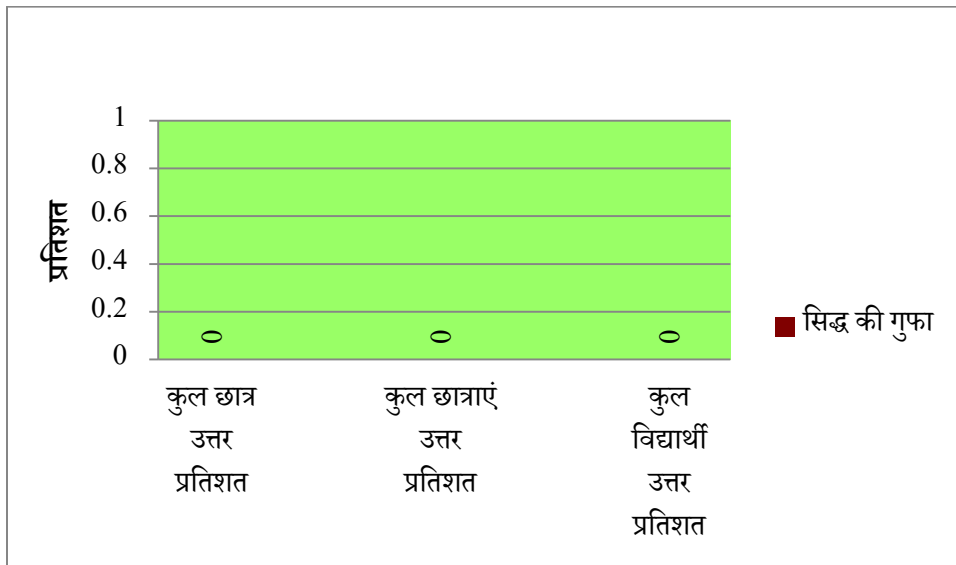 1
0.8
0.6
0.4
0.2
0
प्रतिशत
0
0
0
सिद्ध की गुफा
कुल छात्र
उत्तर
प्रतिशत
कुल छात्राएं
उत्तर
प्रतिशत
कुल
विद्यार्थी
उत्तर
प्रतिशत